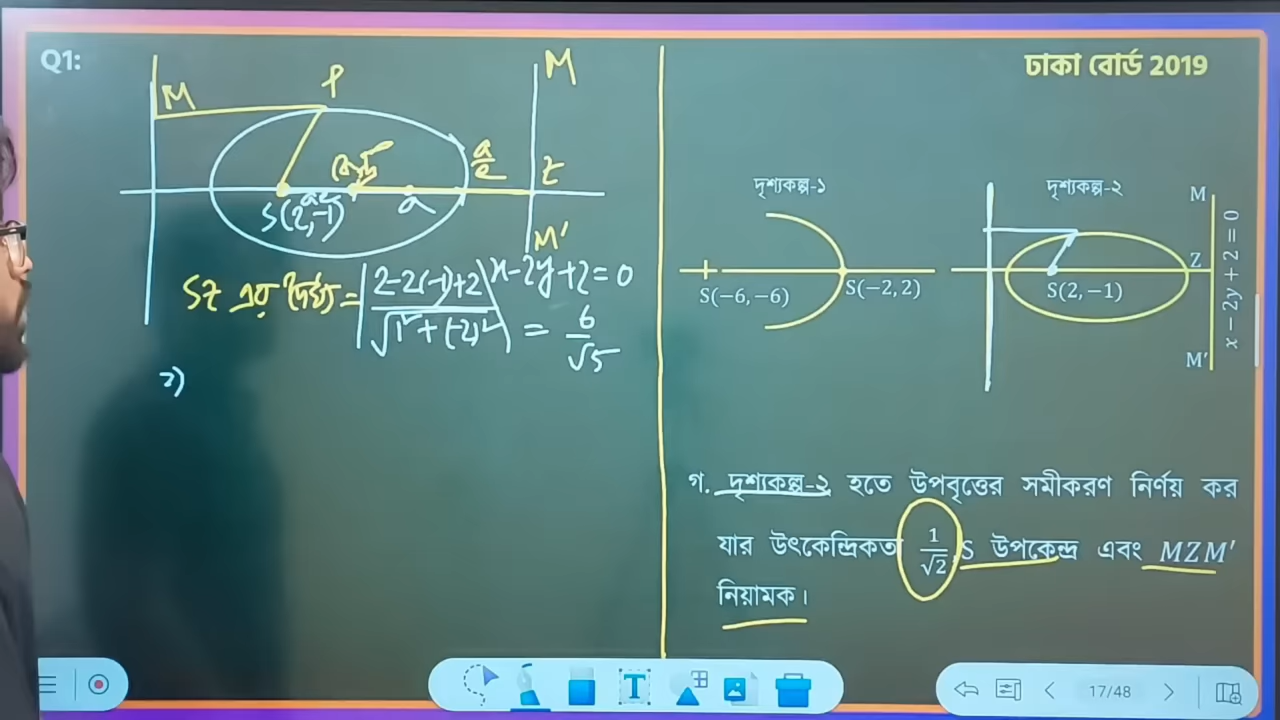 Q1:
ঢাকা বোর্ড 2019
M
P
M
a/e
Z
কেন্দ্র
ae
a
S(2,-1)
M'
x-2y+2=0
SZ এর দৈর্ঘ্য = |2-2(-1)+2 / √1²+(-2)²| = 6/√5
⇒)
দৃশ্যকল্প-১
S(−6, −6)
S(−2, 2)
দৃশ্যকল্প-২
M
Z
S(2, −1)
M′
x − 2y + 2 = 0
গ. দৃশ্যকল্প-২ হতে উপবৃত্তের সমীকরণ নির্ণয় কর
যার উৎকেন্দ্রিকত 1/√2, S উপকেন্দ্র এবং MZM′
নিয়ামক।
17/48